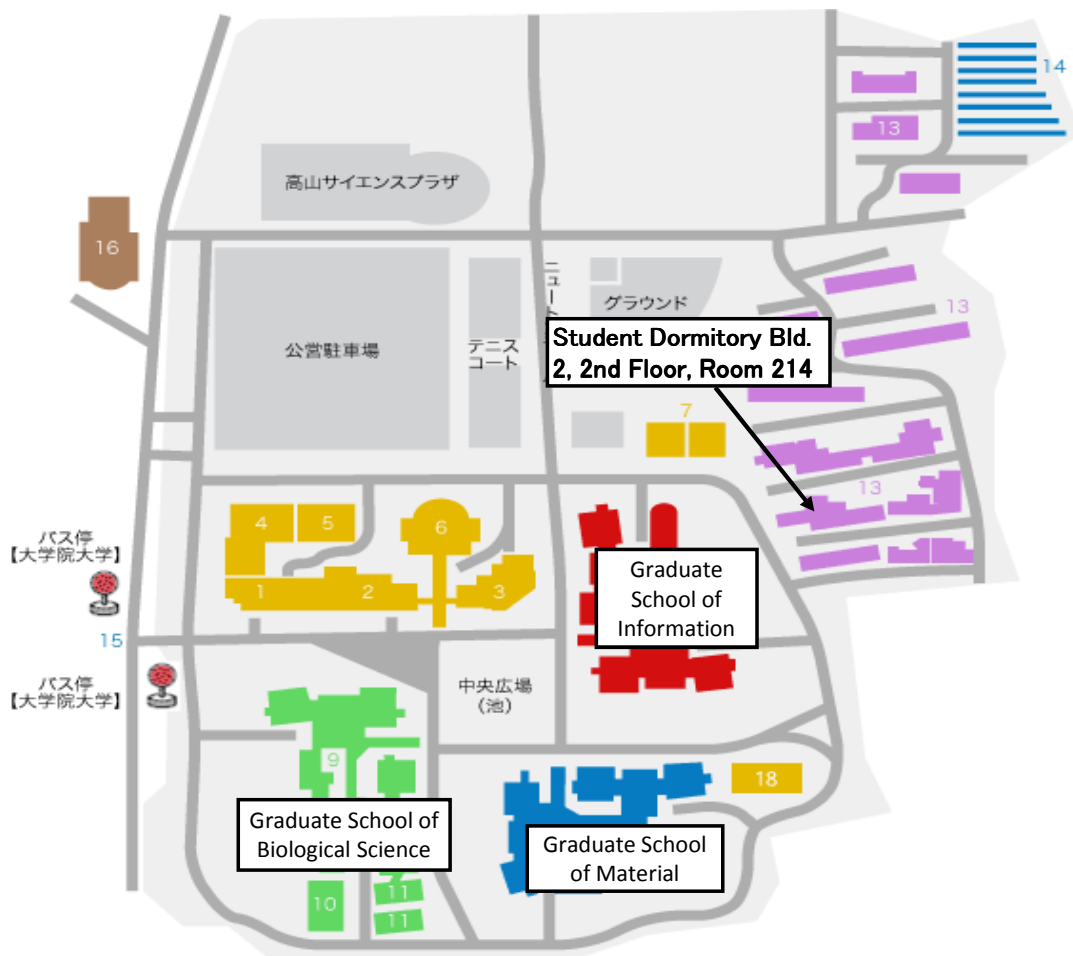 14
13
高山サイエンスプラザ
16
ニュート
グラウンド
13
公営駐車場
テニス
コート
Student Dormitory Bld.
2, 2nd Floor, Room 214
7
13
4
5
6
バス停
【大学院大学】
1
2
3
Graduate
School of
Information
15
バス停
【大学院大学】
中央広場
(池)
9
18
Graduate School of
Biological Science
Graduate School
of Material
10
11
11